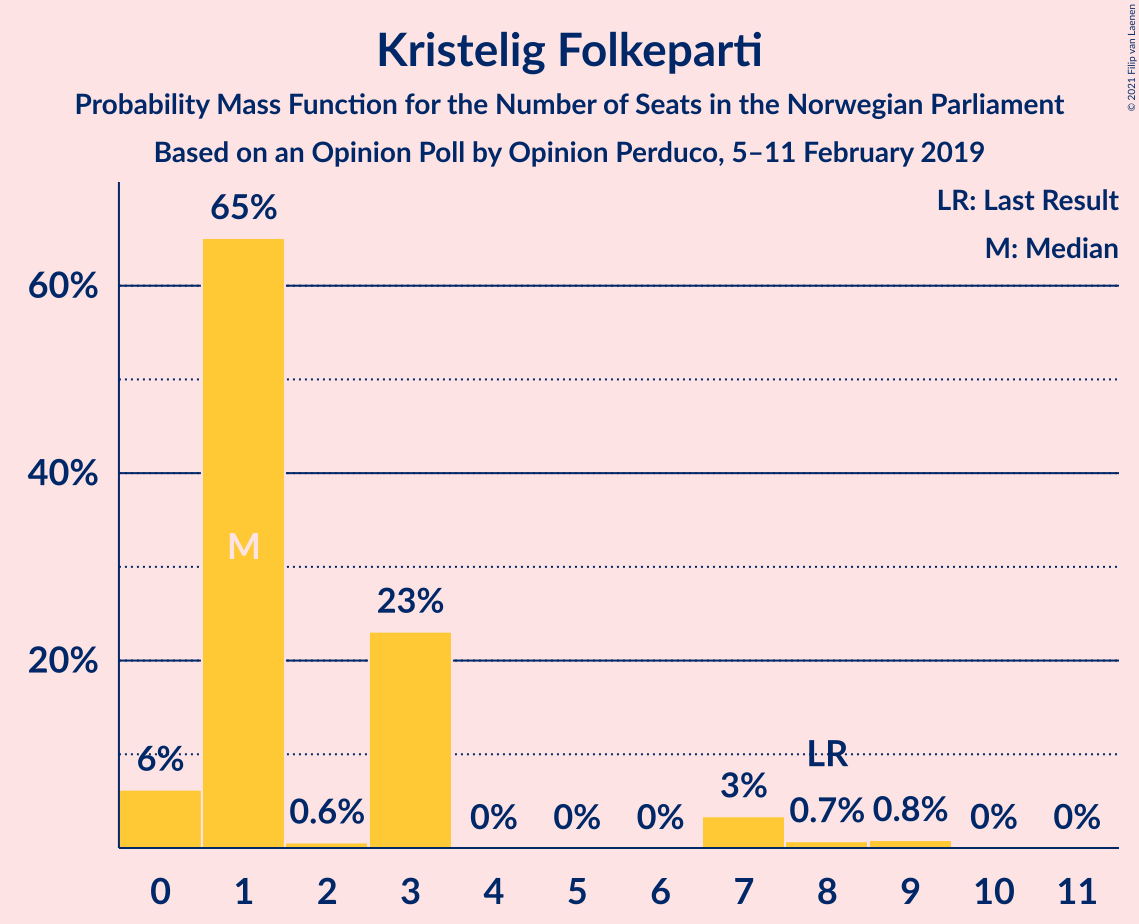 Kristelig Folkeparti
Probability Mass Function for the Number of Seats in the Norwegian Parliament
Based on an Opinion Poll by Opinion Perduco, 5–11 February 2019
© 2021 Filip van Laenen
LR: Last Result
M: Median
65%
60%
40%
M
23%
20%
6%
0.6%
0%
0%
0%
3%
LR
0.7%
0.8%
0%
0%
0 1 2 3 4 5 6 7 8 9 10 11